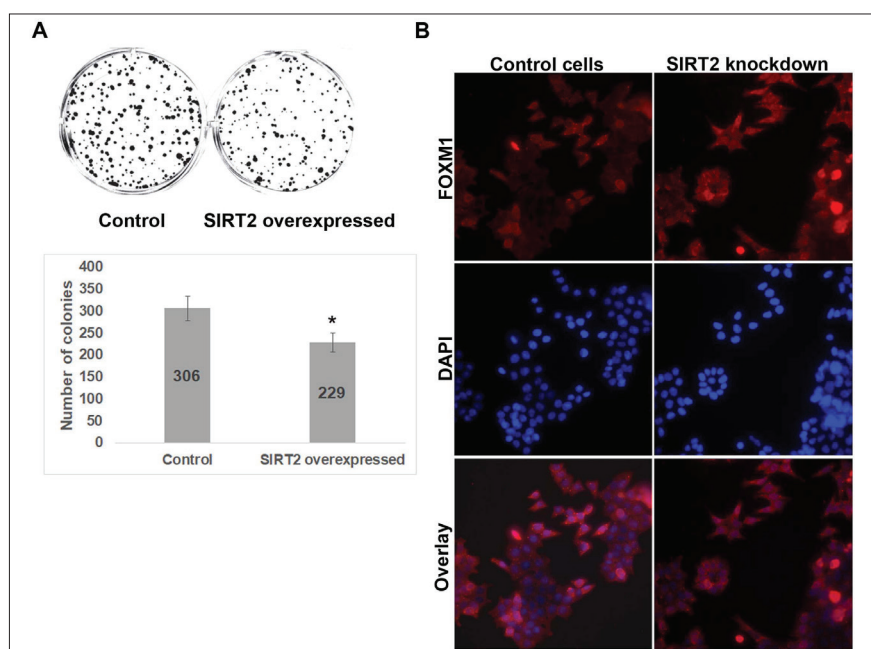 A
Control SIRT2 overexpressed
400
350
300
250
200
150
100
50
0
Number of colonies
306
*
229
Control SIRT2 overexpressed
B
Control cells SIRT2 knockdown
FOXM1
DAPI
Overlay